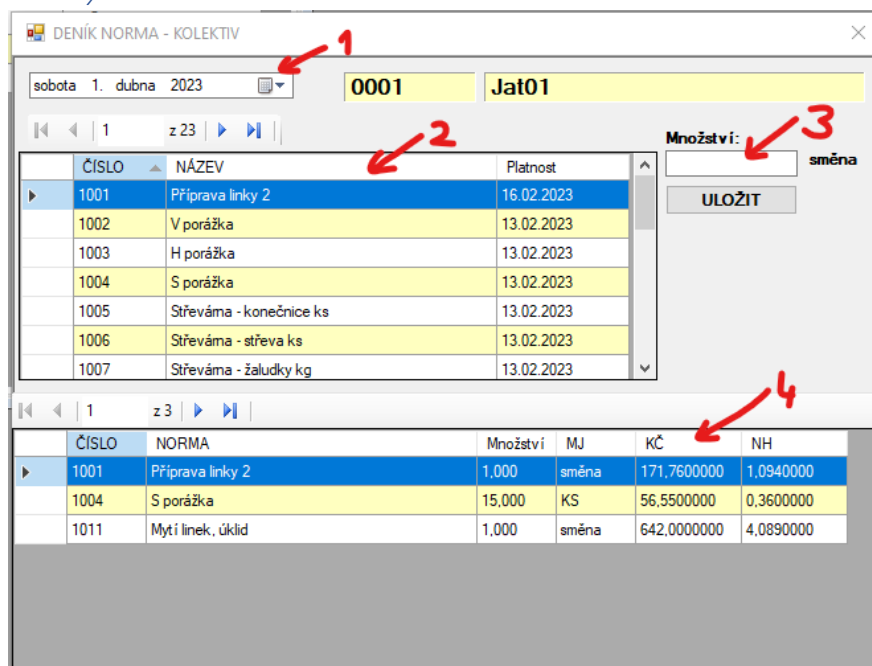 DENÍK NORMA - KOLEKTIV
1
sobota 1. dubna 2023 0001 Jat01
1 z 23 2 3
Množství:
směna
ULOŽIT
ČÍSLO NÁZEV Platnost
1001 Příprava linky 2 16.02.2023
1002 V porážka 13.02.2023
1003 H porážka 13.02.2023
1004 S porážka 13.02.2023
1005 Střevárna - konečnice ks 13.02.2023
1006 Střevárna - střeva ks 13.02.2023
1007 Střevárna - žaludky kg 13.02.2023
1 z 3 4
ČÍSLO NORMA Množství MJ KČ NH
1001 Příprava linky 2 1,000 směna 171,7600000 1,0940000
1004 S porážka 15,000 KS 56,5500000 0,3600000
1011 Mytí linek, úklid 1,000 směna 642,0000000 4,0890000